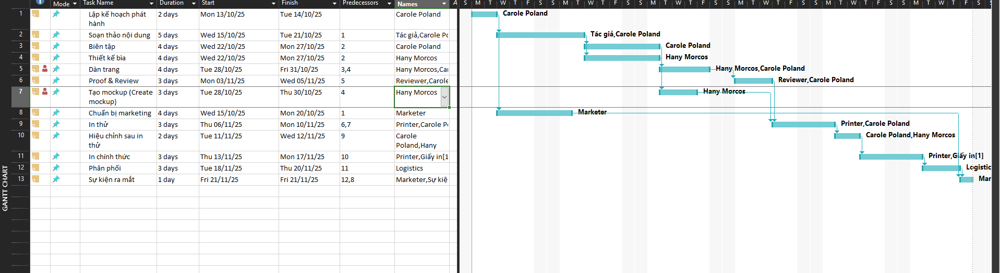 Mode Task Name Duration Start Finish Predecessors Names A
S M T W T F S S M T W T F S S M T W T F S S M T W T F S S M T W T F S S M T W T F S
1 Lập kế hoạch phát hành 2 days Mon 13/10/25 Tue 14/10/25 Carole Poland
2 Soạn thảo nội dung 5 days Wed 15/10/25 Tue 21/10/25 1 Tác giả,Carole Po
3 Biên tập 4 days Wed 22/10/25 Mon 27/10/25 2 Carole Poland
4 Thiết kế bìa 4 days Wed 22/10/25 Mon 27/10/25 2 Hany Morcos
5 Dàn trang 4 days Tue 28/10/25 Fri 31/10/25 3,4 Hany Morcos,Car
6 Proof & Review 3 days Mon 03/11/25 Wed 05/11/25 5 Reviewer,Carole
7 Tạo mockup (Create mockup) 3 days Tue 28/10/25 Thu 30/10/25 4 Hany Morcos
8 Chuẩn bị marketing 4 days Wed 15/10/25 Mon 20/10/25 1 Marketer
9 In thử 3 days Thu 06/11/25 Mon 10/11/25 6,7 Printer,Carole Po
10 Hiệu chỉnh sau in thử 2 days Tue 11/11/25 Wed 12/11/25 9 Carole Poland,Hany
11 In chính thức 3 days Thu 13/11/25 Mon 17/11/25 10 Printer,Giấy in[1
12 Phân phối 3 days Tue 18/11/25 Thu 20/11/25 11 Logistics
13 Sự kiện ra mắt 1 day Fri 21/11/25 Fri 21/11/25 12,8 Marketer,Sự kiệ
Carole Poland
Tác giả,Carole Poland
Carole Poland
Hany Morcos
Hany Morcos,Carole Poland
Reviewer,Carole Poland
Hany Morcos
Marketer
Printer,Carole Poland
Carole Poland,Hany Morcos
Printer,Giấy in[1]
Logistic
Mar
GANTT CHART